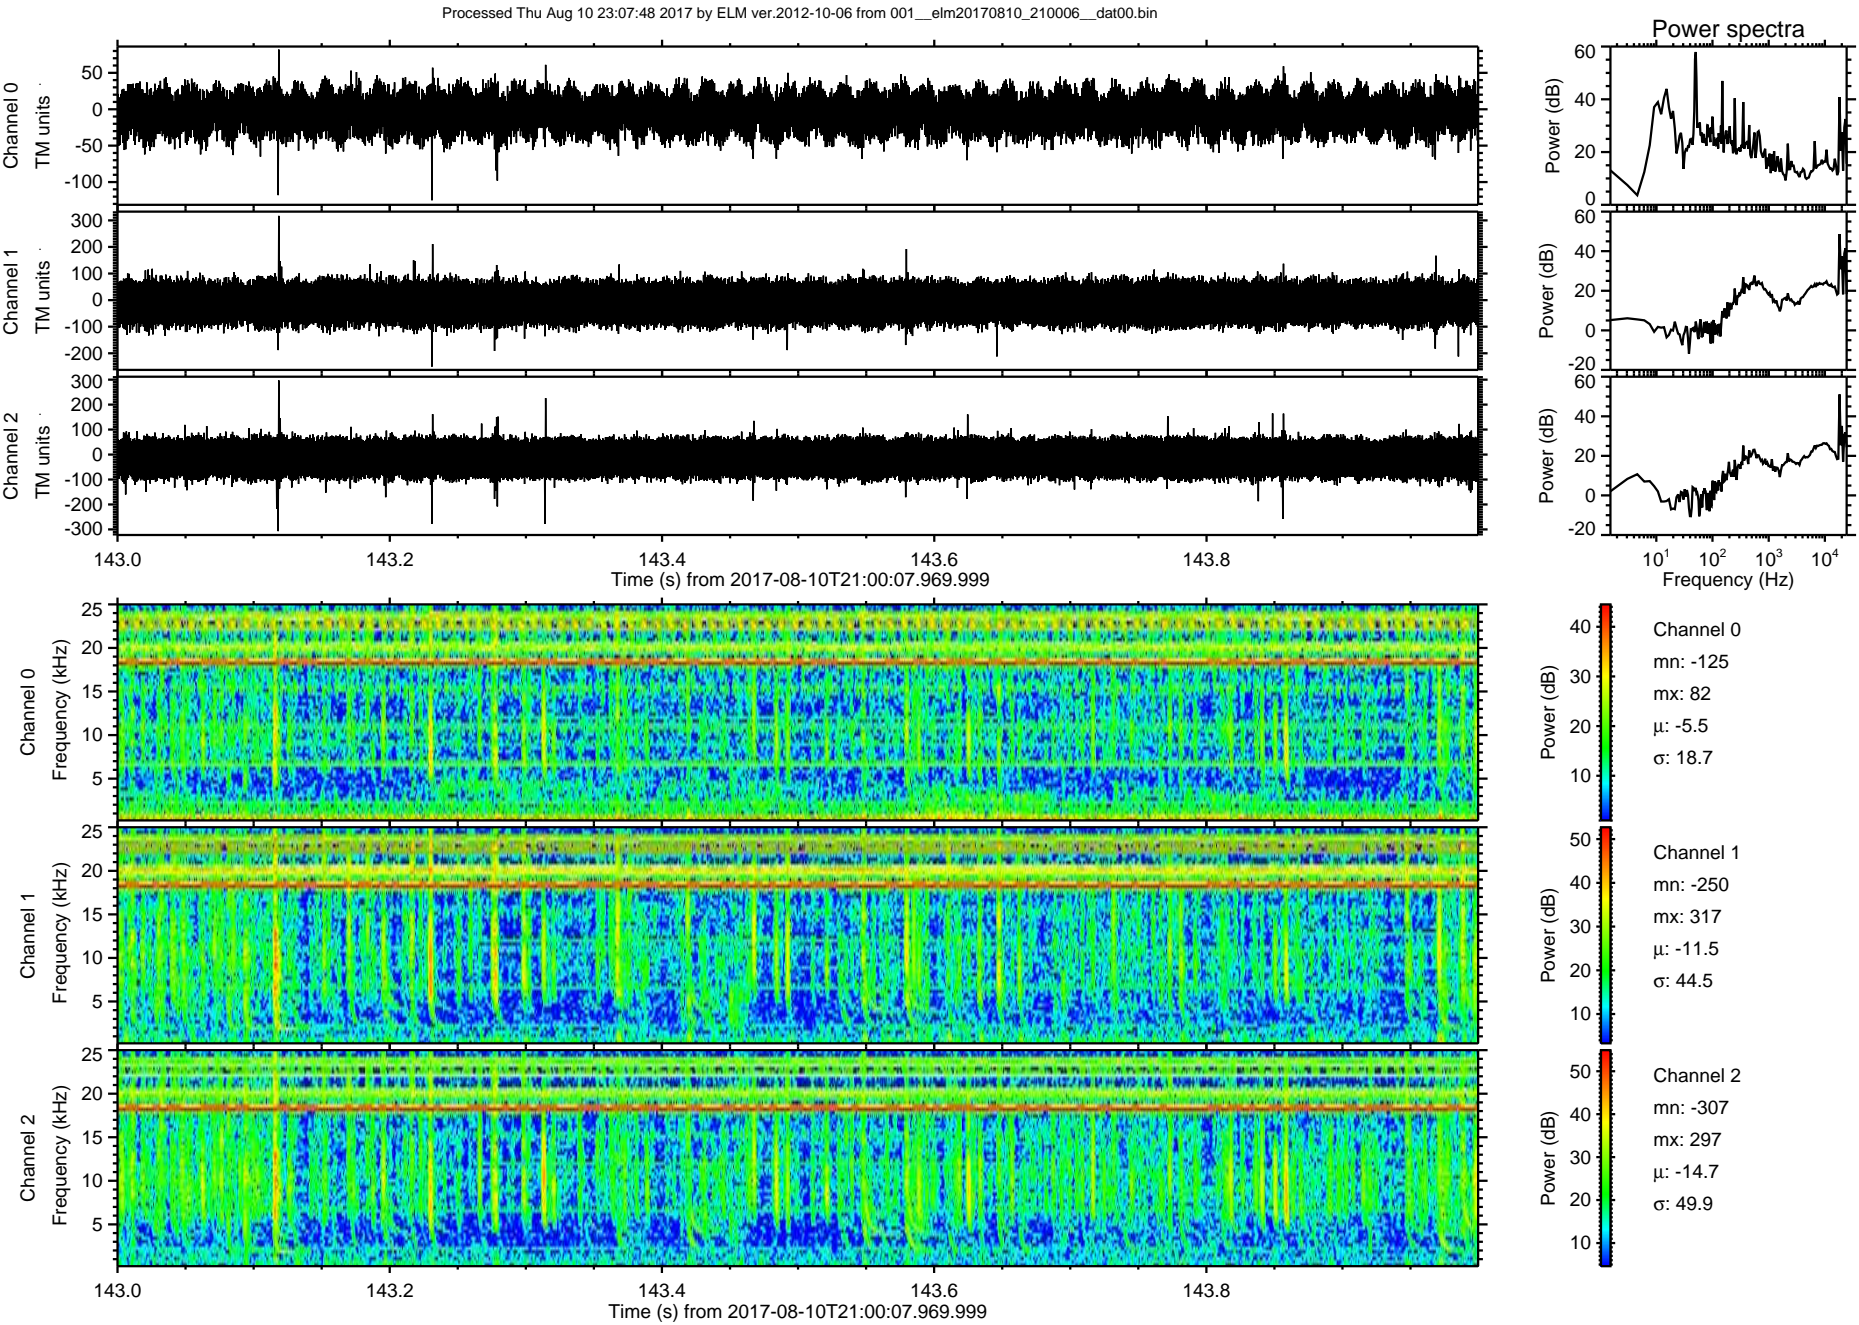 Processed Thu Aug 10 23:07:48 2017 by ELM ver.2012-10-06 from 001__elm20170810_210006__dat00.bin
Power spectra
Channel 0
TM units
50
0
-50
-100
Power (dB)
60
40
20
0
Channel 1
TM units
300
200
100
0
-100
-200
Power (dB)
60
40
20
0
-20
Channel 2
TM units
300
200
100
0
-100
-200
-300
Power (dB)
60
40
20
0
-20
143.0 143.2 143.4 143.6 143.8
Time (s) from 2017-08-10T21:00:07.969.999
10^1 10^2 10^3 10^4
Frequency (Hz)
Channel 0
Frequency (kHz)
25
20
15
10
5
Power (dB)
40
30
20
10
Channel 0
mn: -125
mx: 82
μ: -5.5
σ: 18.7
Channel 1
Frequency (kHz)
25
20
15
10
5
Power (dB)
50
40
30
20
10
Channel 1
mn: -250
mx: 317
μ: -11.5
σ: 44.5
Channel 2
Frequency (kHz)
25
20
15
10
5
Power (dB)
50
40
30
20
10
Channel 2
mn: -307
mx: 297
μ: -14.7
σ: 49.9
143.0 143.2 143.4 143.6 143.8
Time (s) from 2017-08-10T21:00:07.969.999